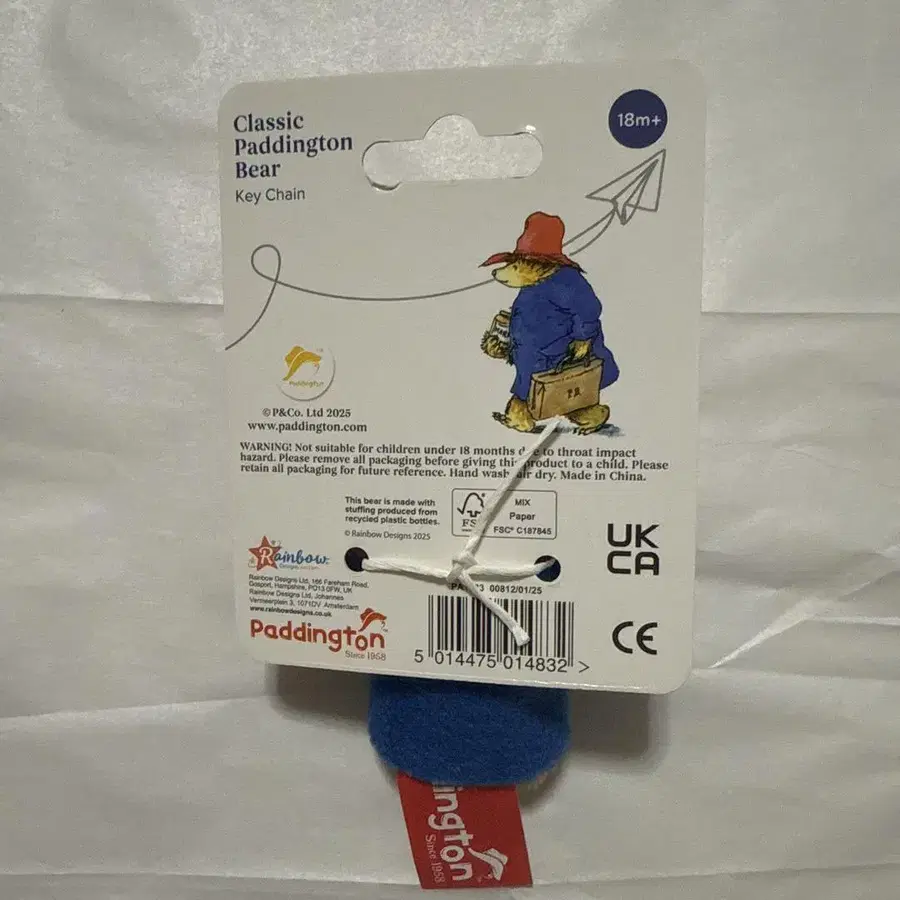 Classic
Paddington
Bear
Key Chain
18m+
Paddington
© P&Co. Ltd 2025
www.paddington.com
WARNING! Not suitable for children under 18 months due to throat impact
hazard. Please remove all packaging before giving this product to a child. Please
retain all packaging for future reference. Hand wash, air dry. Made in China.
This bear is made with
stuffing produced from
recycled plastic bottles.
© Rainbow Designs 2025
FSC
MIX
Paper
FSC® C187845
UK
CA
Rainbow
Rainbow Designs Ltd, 166 Fareham Road,
Gosport, Hampshire, PO13 0FW, UK
Rainbow Designs Ltd, Johannes
Vermeerplein 3, 1071DV Amsterdam
www.rainbowdesigns.co.uk
Paddington™
Since 1958
00812/01/25
5 014475 014832 >
CE
ington
Since 1958